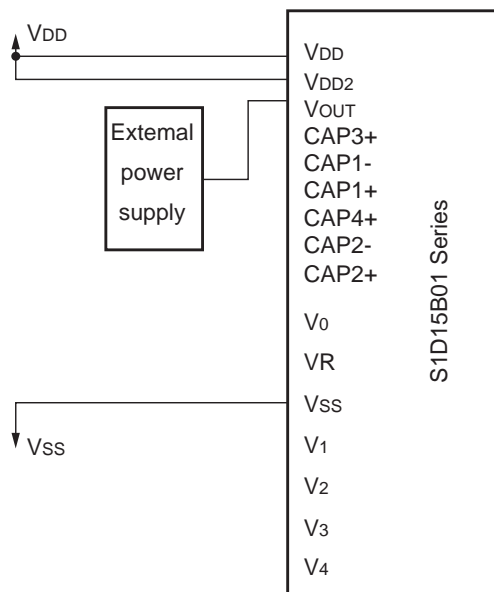 VDD
VDD
VDD2
VOUT
External
power
supply
CAP3+
CAP1-
CAP1+
CAP4+
CAP2-
CAP2+
V0
VR
VSS
VSS
V1
V2
V3
V4
S1D15B01 Series